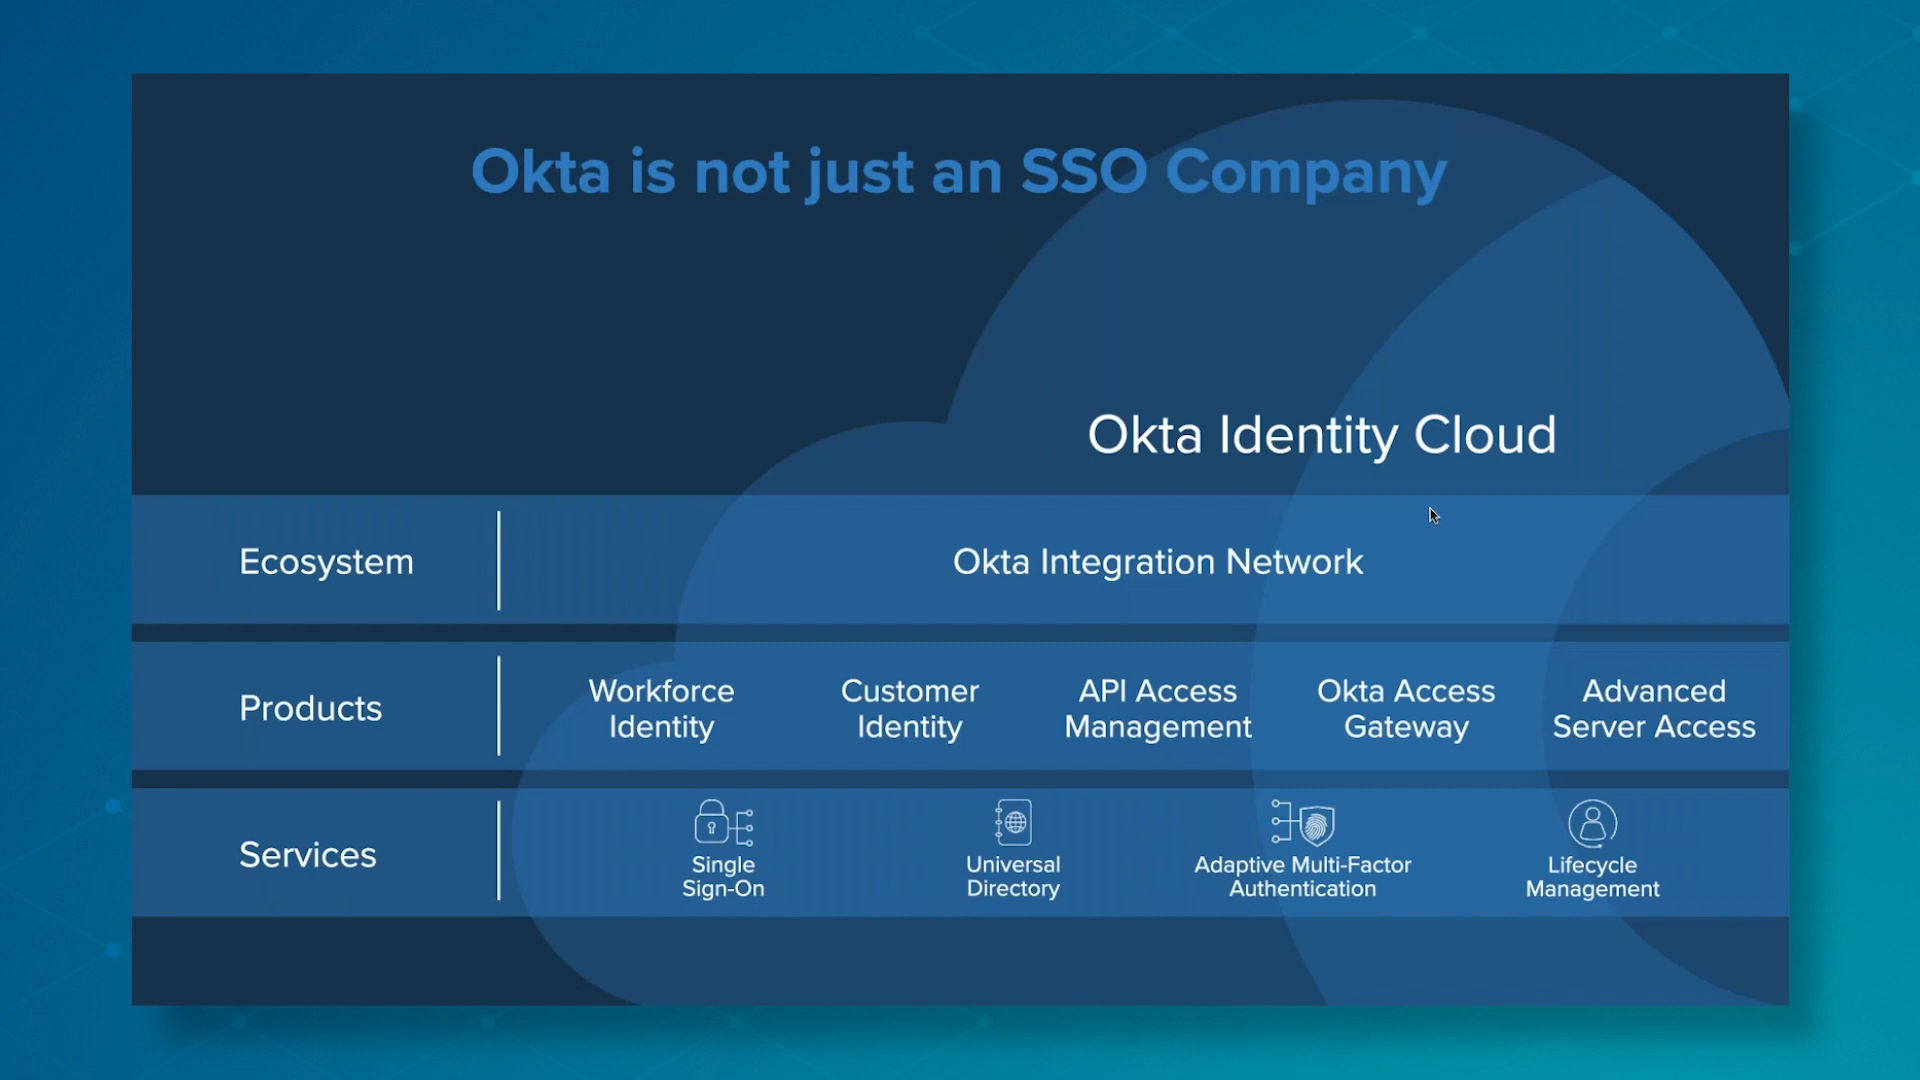 Okta is not just an SSO Company
Okta Identity Cloud
Ecosystem
Okta Integration Network
Products
Workforce
Identity
Customer
Identity
API Access
Management
Okta Access
Gateway
Advanced
Server Access
Services
Single
Sign-On
Universal
Directory
Adaptive Multi-Factor
Authentication
Lifecycle
Management